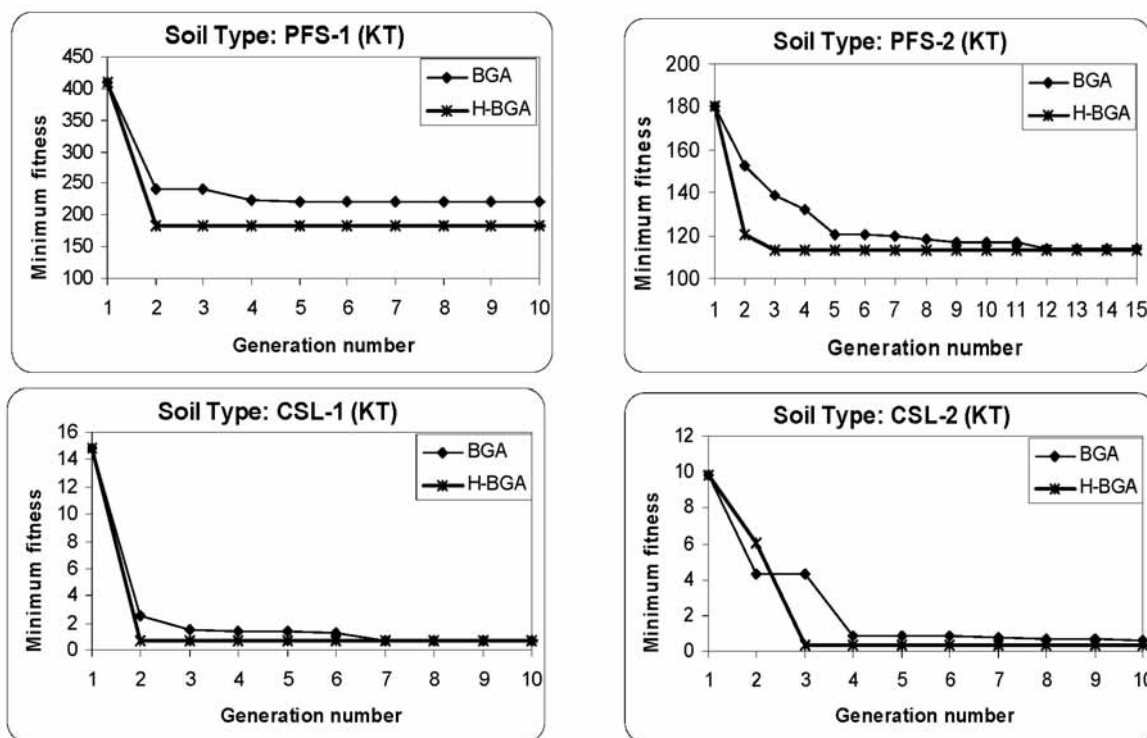 Soil Type: PFS-1 (KT)
BGA
H-BGA
Minimum fitness
450
400
350
300
250
200
150
100
1 2 3 4 5 6 7 8 9 10
Generation number
Soil Type: PFS-2 (KT)
BGA
H-BGA
Minimum fitness
200
180
160
140
120
100
1 2 3 4 5 6 7 8 9 10 11 12 13 14 15
Generation number
Soil Type: CSL-1 (KT)
BGA
H-BGA
Minimum fitness
16
14
12
10
8
6
4
2
0
1 2 3 4 5 6 7 8 9 10
Generation number
Soil Type: CSL-2 (KT)
BGA
H-BGA
Minimum fitness
12
10
8
6
4
2
0
1 2 3 4 5 6 7 8 9 10
Generation number